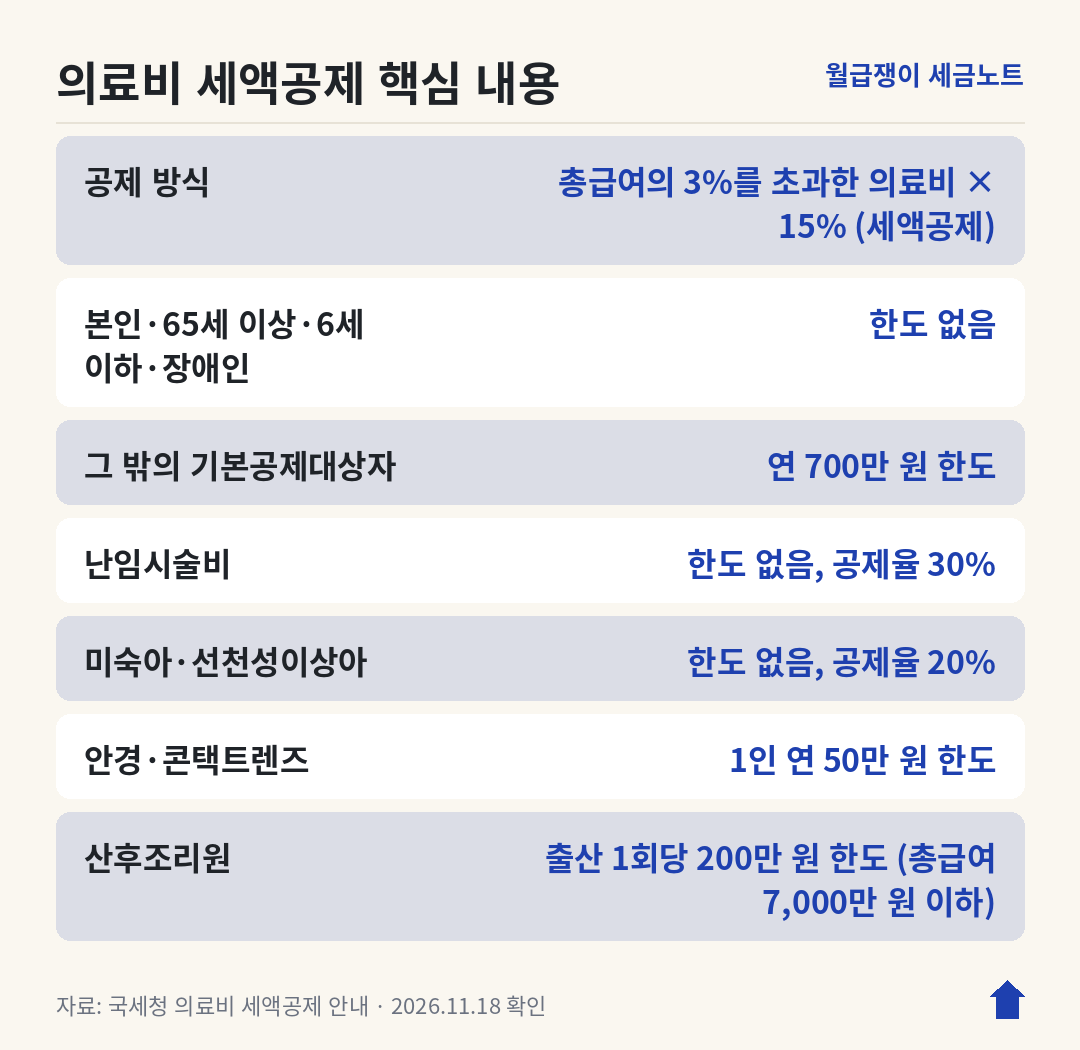 의료비 세액공제 핵심 내용
월급쟁이 세금노트
공제 방식
총급여의 3%를 초과한 의료비 ×
15% (세액공제)
본인·65세 이상·6세
이하·장애인
한도 없음
그 밖의 기본공제대상자
연 700만 원 한도
난임시술비
한도 없음, 공제율 30%
미숙아·선천성이상아
한도 없음, 공제율 20%
안경·콘택트렌즈
1인 연 50만 원 한도
산후조리원
출산 1회당 200만 원 한도 (총급여
7,000만 원 이하)
자료: 국세청 의료비 세액공제 안내 · 2026.11.18 확인